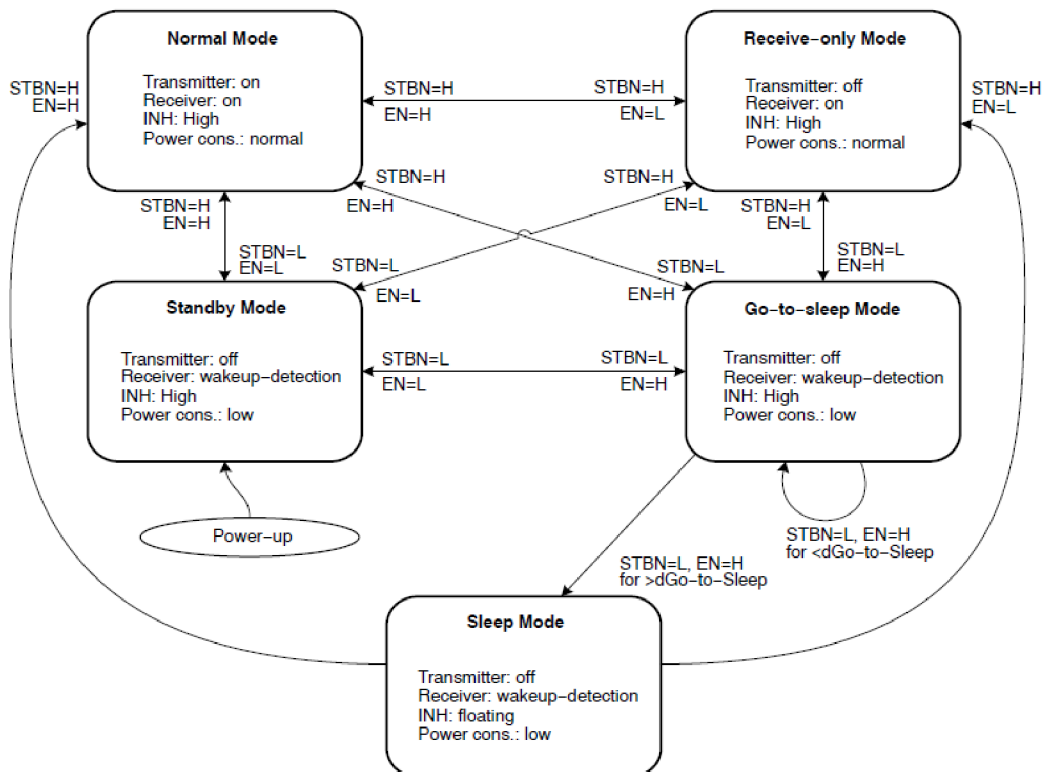 Normal Mode
Transmitter: on
Receiver: on
INH: High
Power cons.: normal
Receive−only Mode
Transmitter: off
Receiver: on
INH: High
Power cons.: normal
STBN=H
EN=H
STBN=H
EN=H
STBN=H
EN=L
STBN=H
EN=L
STBN=H
EN=H
STBN=H
EN=L
STBN=H
EN=H
STBN=L
EN=L
STBN=H
EN=L
STBN=L
EN=H
STBN=L
EN=L
STBN=L
EN=H
Standby Mode
Transmitter: off
Receiver: wakeup−detection
INH: High
Power cons.: low
STBN=L
EN=L
STBN=L
EN=H
Go−to−sleep Mode
Transmitter: off
Receiver: wakeup−detection
INH: High
Power cons.: low
Power−up
STBN=L, EN=H
for <dGo−to−Sleep
STBN=L, EN=H
for >dGo−to−Sleep
Sleep Mode
Transmitter: off
Receiver: wakeup−detection
INH: floating
Power cons.: low